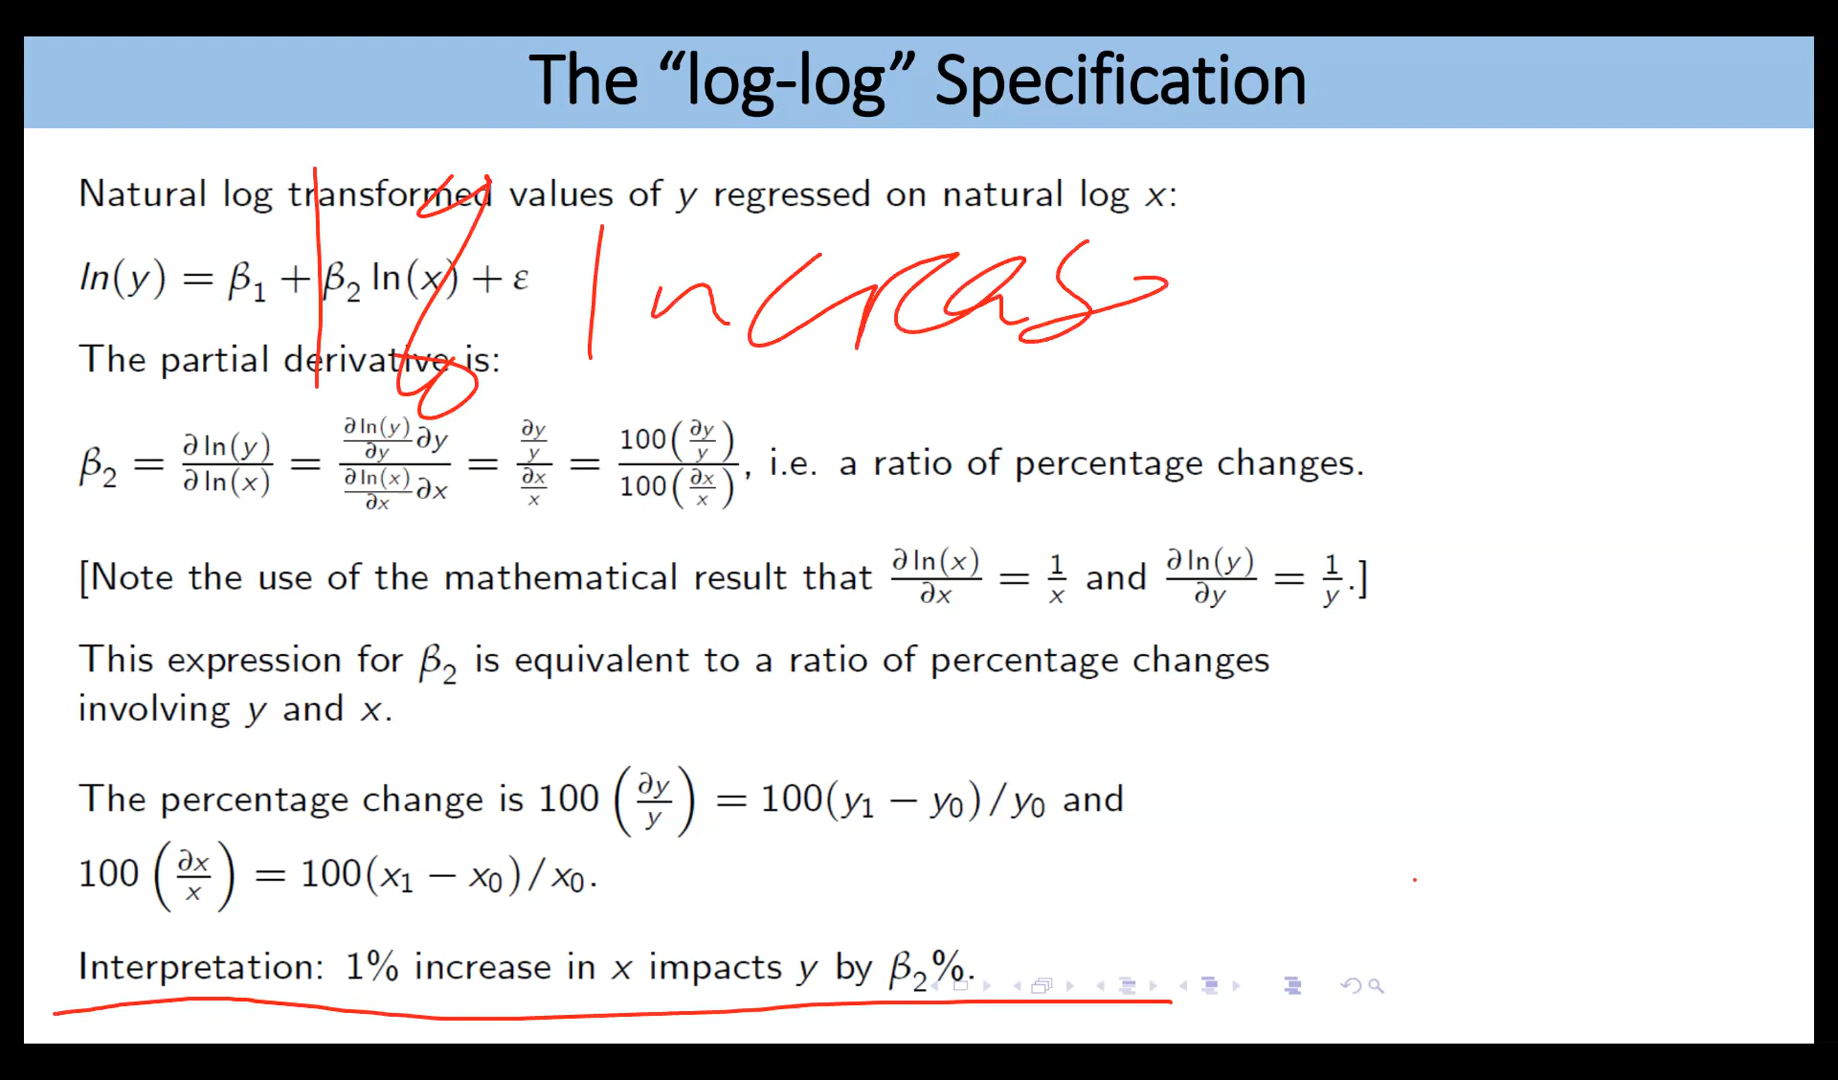 The “log-log” Specification
Natural log transformed values of y regressed on natural log x:
ln(y) = β₁ + β₂ ln(x) + ε
1% Increas
The partial derivative is:
β₂ = ∂ ln(y)/∂ ln(x) = (∂ ln(y)/∂y ∂y)/(∂ ln(x)/∂x ∂x) = (∂y/y)/(∂x/x) = 100(∂y/y)/100(∂x/x), i.e. a ratio of percentage changes.
[Note the use of the mathematical result that ∂ ln(x)/∂x = 1/x and ∂ ln(y)/∂y = 1/y.]
This expression for β₂ is equivalent to a ratio of percentage changes
involving y and x.
The percentage change is 100 (∂y/y) = 100(y₁ − y₀)/y₀ and
100 (∂x/x) = 100(x₁ − x₀)/x₀.
Interpretation: 1% increase in x impacts y by β₂%.